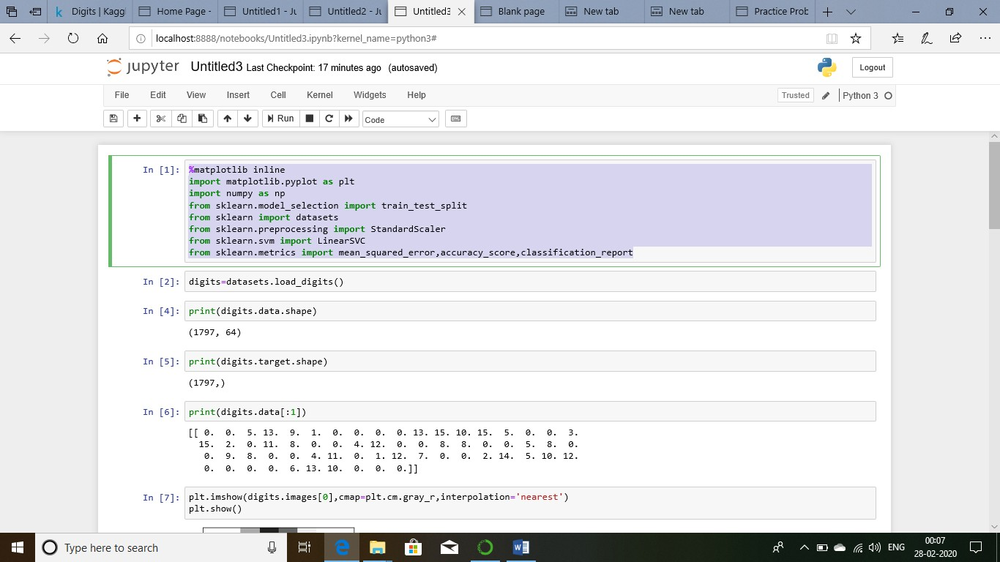 Digits | Kaggl
Home Page -
Untitled1 - Ju
Untitled2 - Ju
Untitled3
Blank page
New tab
New tab
Practice Prob
localhost:8888/notebooks/Untitled3.ipynb?kernel_name=python3#
jupyter Untitled3 Last Checkpoint: 17 minutes ago (autosaved)
Logout
File Edit View Insert Cell Kernel Widgets Help
Trusted
Python 3
Run
Code
In [1]: %matplotlib inline
import matplotlib.pyplot as plt
import numpy as np
from sklearn.model_selection import train_test_split
from sklearn import datasets
from sklearn.preprocessing import StandardScaler
from sklearn.svm import LinearSVC
from sklearn.metrics import mean_squared_error,accuracy_score,classification_report
In [2]: digits=datasets.load_digits()
In [4]: print(digits.data.shape)
(1797, 64)
In [5]: print(digits.target.shape)
(1797,)
In [6]: print(digits.data[:1])
[[ 0. 0. 5. 13. 9. 1. 0. 0. 0. 0. 13. 15. 10. 15. 5. 0. 0. 3.
15. 2. 0. 11. 8. 0. 0. 4. 12. 0. 0. 8. 8. 0. 0. 5. 8. 0.
0. 9. 8. 0. 0. 4. 11. 0. 1. 12. 7. 0. 0. 2. 14. 5. 10. 12.
0. 0. 0. 0. 6. 13. 10. 0. 0. 0.]]
In [7]: plt.imshow(digits.images[0],cmap=plt.cm.gray_r,interpolation='nearest')
plt.show()
Type here to search
ENG
00:07
28-02-2020